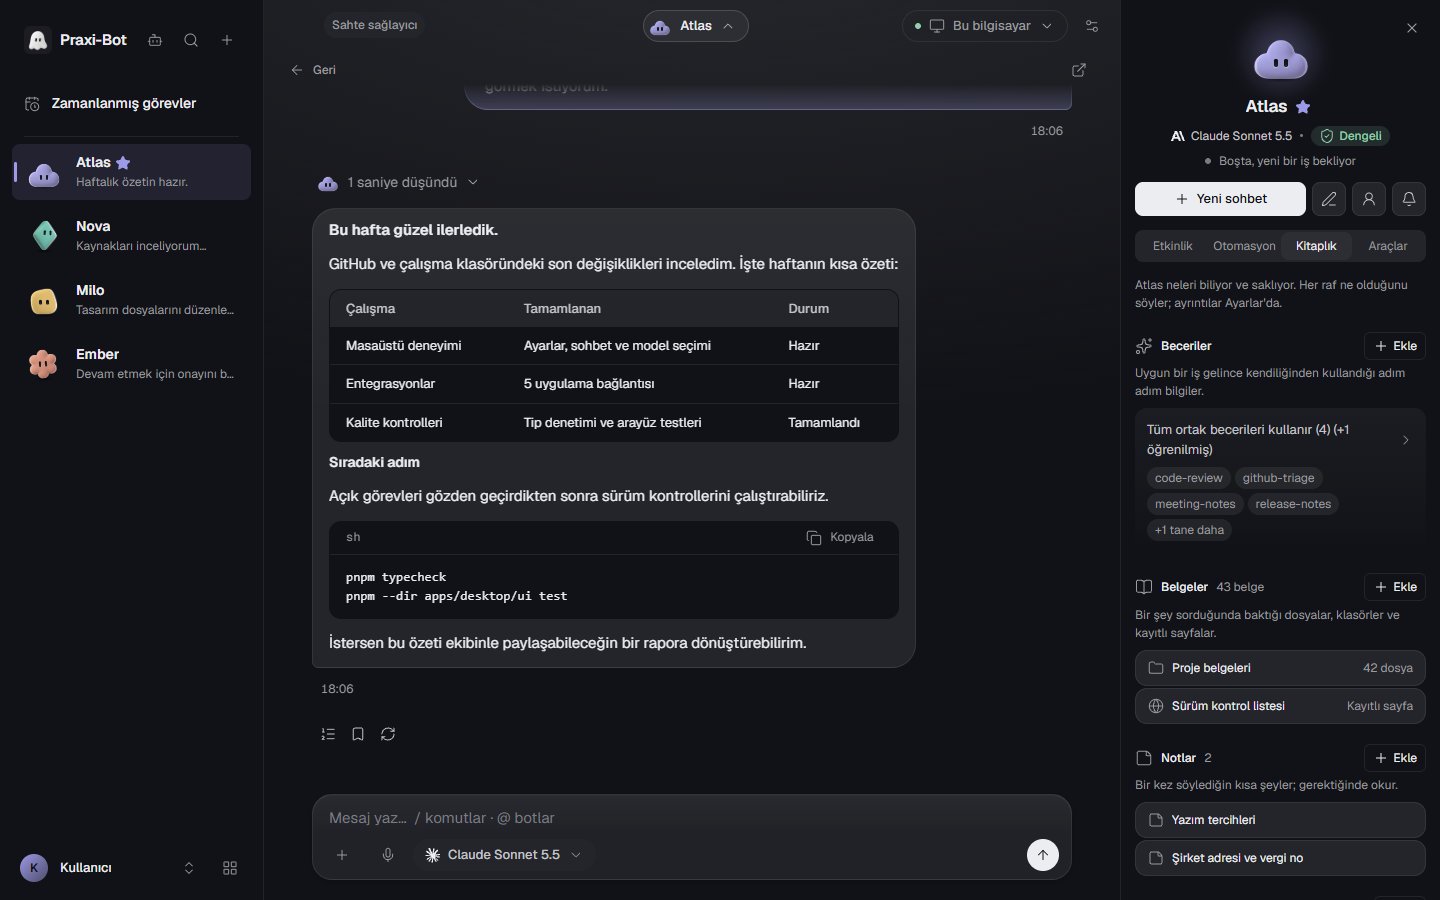 Praxi-Bot
Zamanlanmış görevler
Atlas
Haftalık özetin hazır.
Nova
Kaynakları inceliyorum...
Milo
Tasarım dosyalarını düzenle...
Ember
Devam etmek için onayını b...
K
Kullanıcı
Sahte sağlayıcı
Atlas
Bu bilgisayar
Geri
görmek istiyorum.
18:06
1 saniye düşündü
Bu hafta güzel ilerledik.
GitHub ve çalışma klasöründeki son değişiklikleri inceledim. İşte haftanın kısa özeti:
Çalışma Tamamlanan Durum
Masaüstü deneyimi Ayarlar, sohbet ve model seçimi Hazır
Entegrasyonlar 5 uygulama bağlantısı Hazır
Kalite kontrolleri Tip denetimi ve arayüz testleri Tamamlandı
Sıradaki adım
Açık görevleri gözden geçirdikten sonra sürüm kontrollerini çalıştırabiliriz.
sh Kopyala
pnpm typecheck
pnpm --dir apps/desktop/ui test
İstersen bu özeti ekibinle paylaşabileceğin bir rapora dönüştürebilirim.
18:06
Mesaj yaz... / komutlar · @ botlar
Claude Sonnet 5.5
Atlas
Claude Sonnet 5.5 • Dengeli
Boşta, yeni bir iş bekliyor
Yeni sohbet
Etkinlik Otomasyon Kitaplık Araçlar
Atlas neleri biliyor ve saklıyor. Her raf ne olduğunu
söyler; ayrıntılar Ayarlar'da.
Beceriler Ekle
Uygun bir iş gelince kendiliğinden kullandığı adım
adım bilgiler.
Tüm ortak becerileri kullanır (4) (+1
öğrenilmiş)
code-review github-triage
meeting-notes release-notes
+1 tane daha
Belgeler 43 belge Ekle
Bir şey sorduğunda baktığı dosyalar, klasörler ve
kayıtlı sayfalar.
Proje belgeleri 42 dosya
Sürüm kontrol listesi Kayıtlı sayfa
Notlar 2 Ekle
Bir kez söylediğin kısa şeyler; gerektiğinde okur.
Yazım tercihleri
Şirket adresi ve vergi no